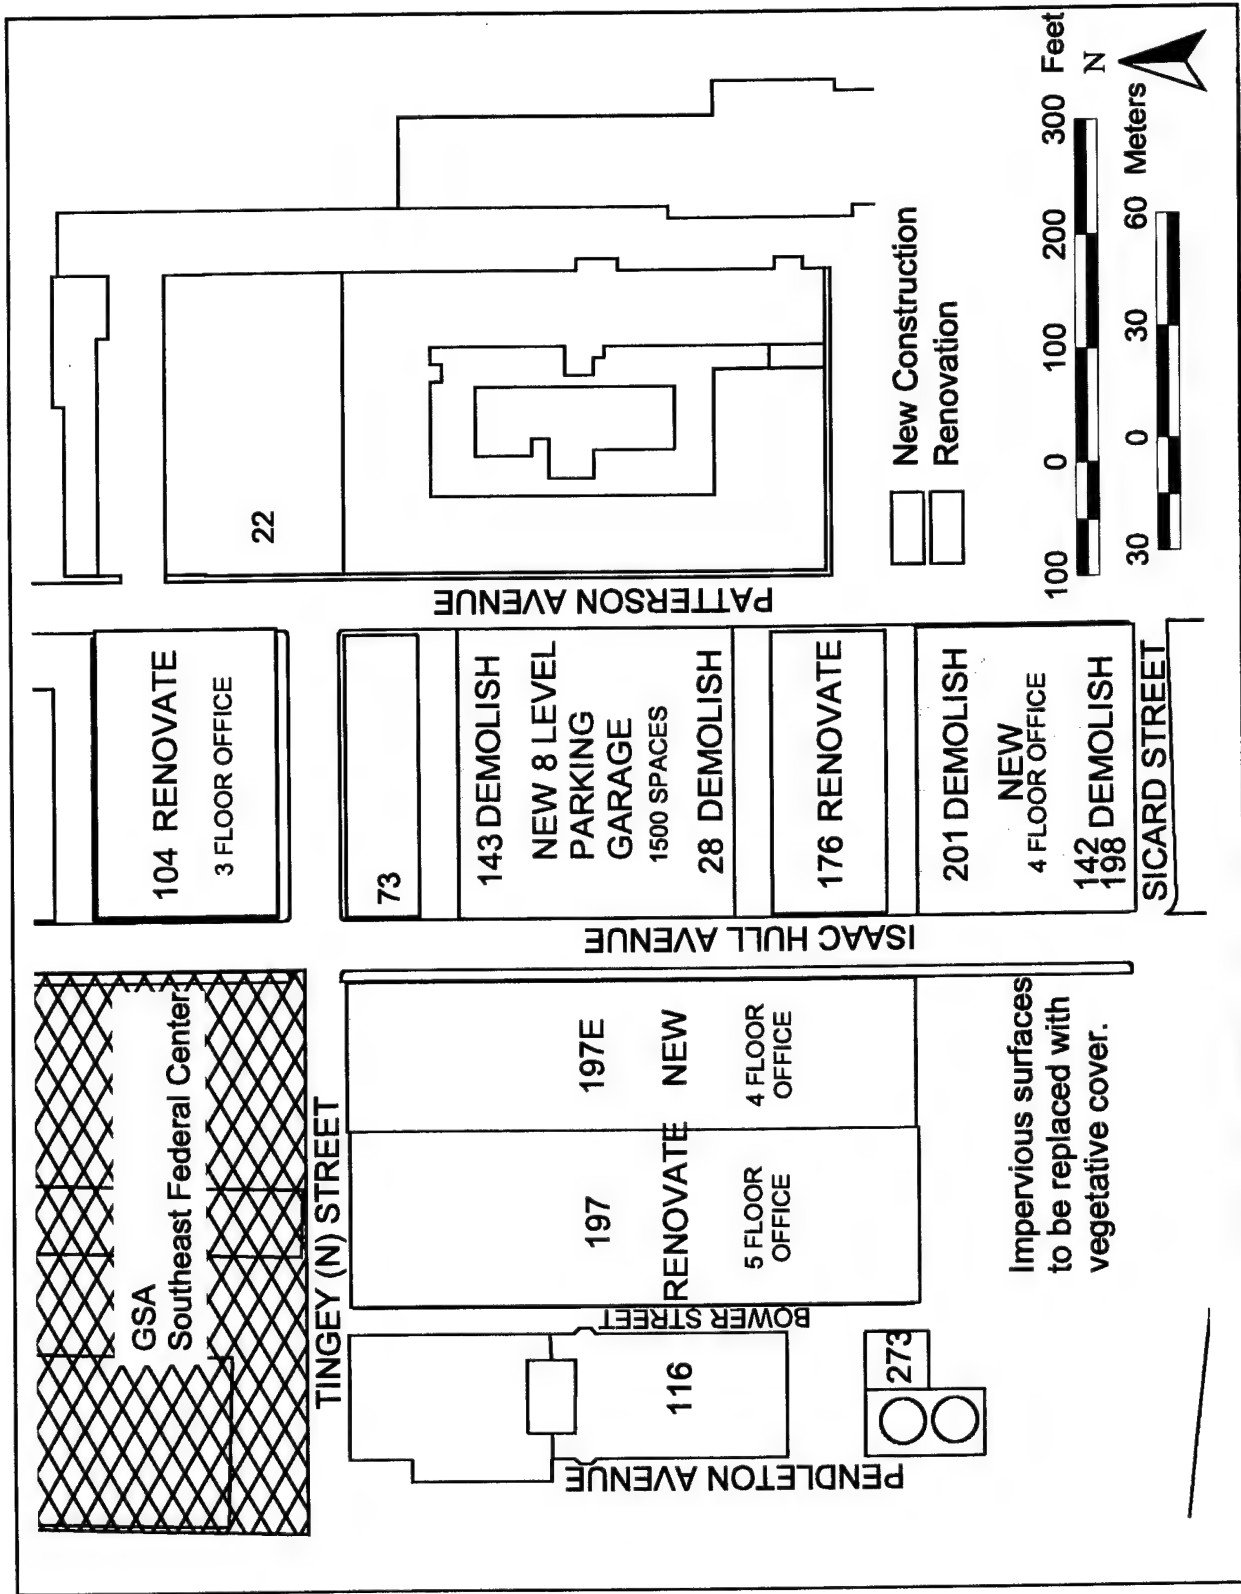 GSA
Southeast Federal Center
TINGEY (N) STREET
104 RENOVATE
3 FLOOR OFFICE
22
73
143 DEMOLISH
NEW 8 LEVEL
PARKING
GARAGE
1500 SPACES
28 DEMOLISH
176 RENOVATE
201 DEMOLISH
NEW
4 FLOOR OFFICE
142
198 DEMOLISH
SICARD STREET
PATTERSON AVENUE
ISAAC HULL AVENUE
197E
NEW
4 FLOOR
OFFICE
197
RENOVATE
5 FLOOR
OFFICE
BOWER STREET
116
273
PENDLETON AVENUE
Impervious surfaces
to be replaced with
vegetative cover.
New Construction
Renovation
100 0 100 200 300 Feet
30 0 30 60 Meters
N